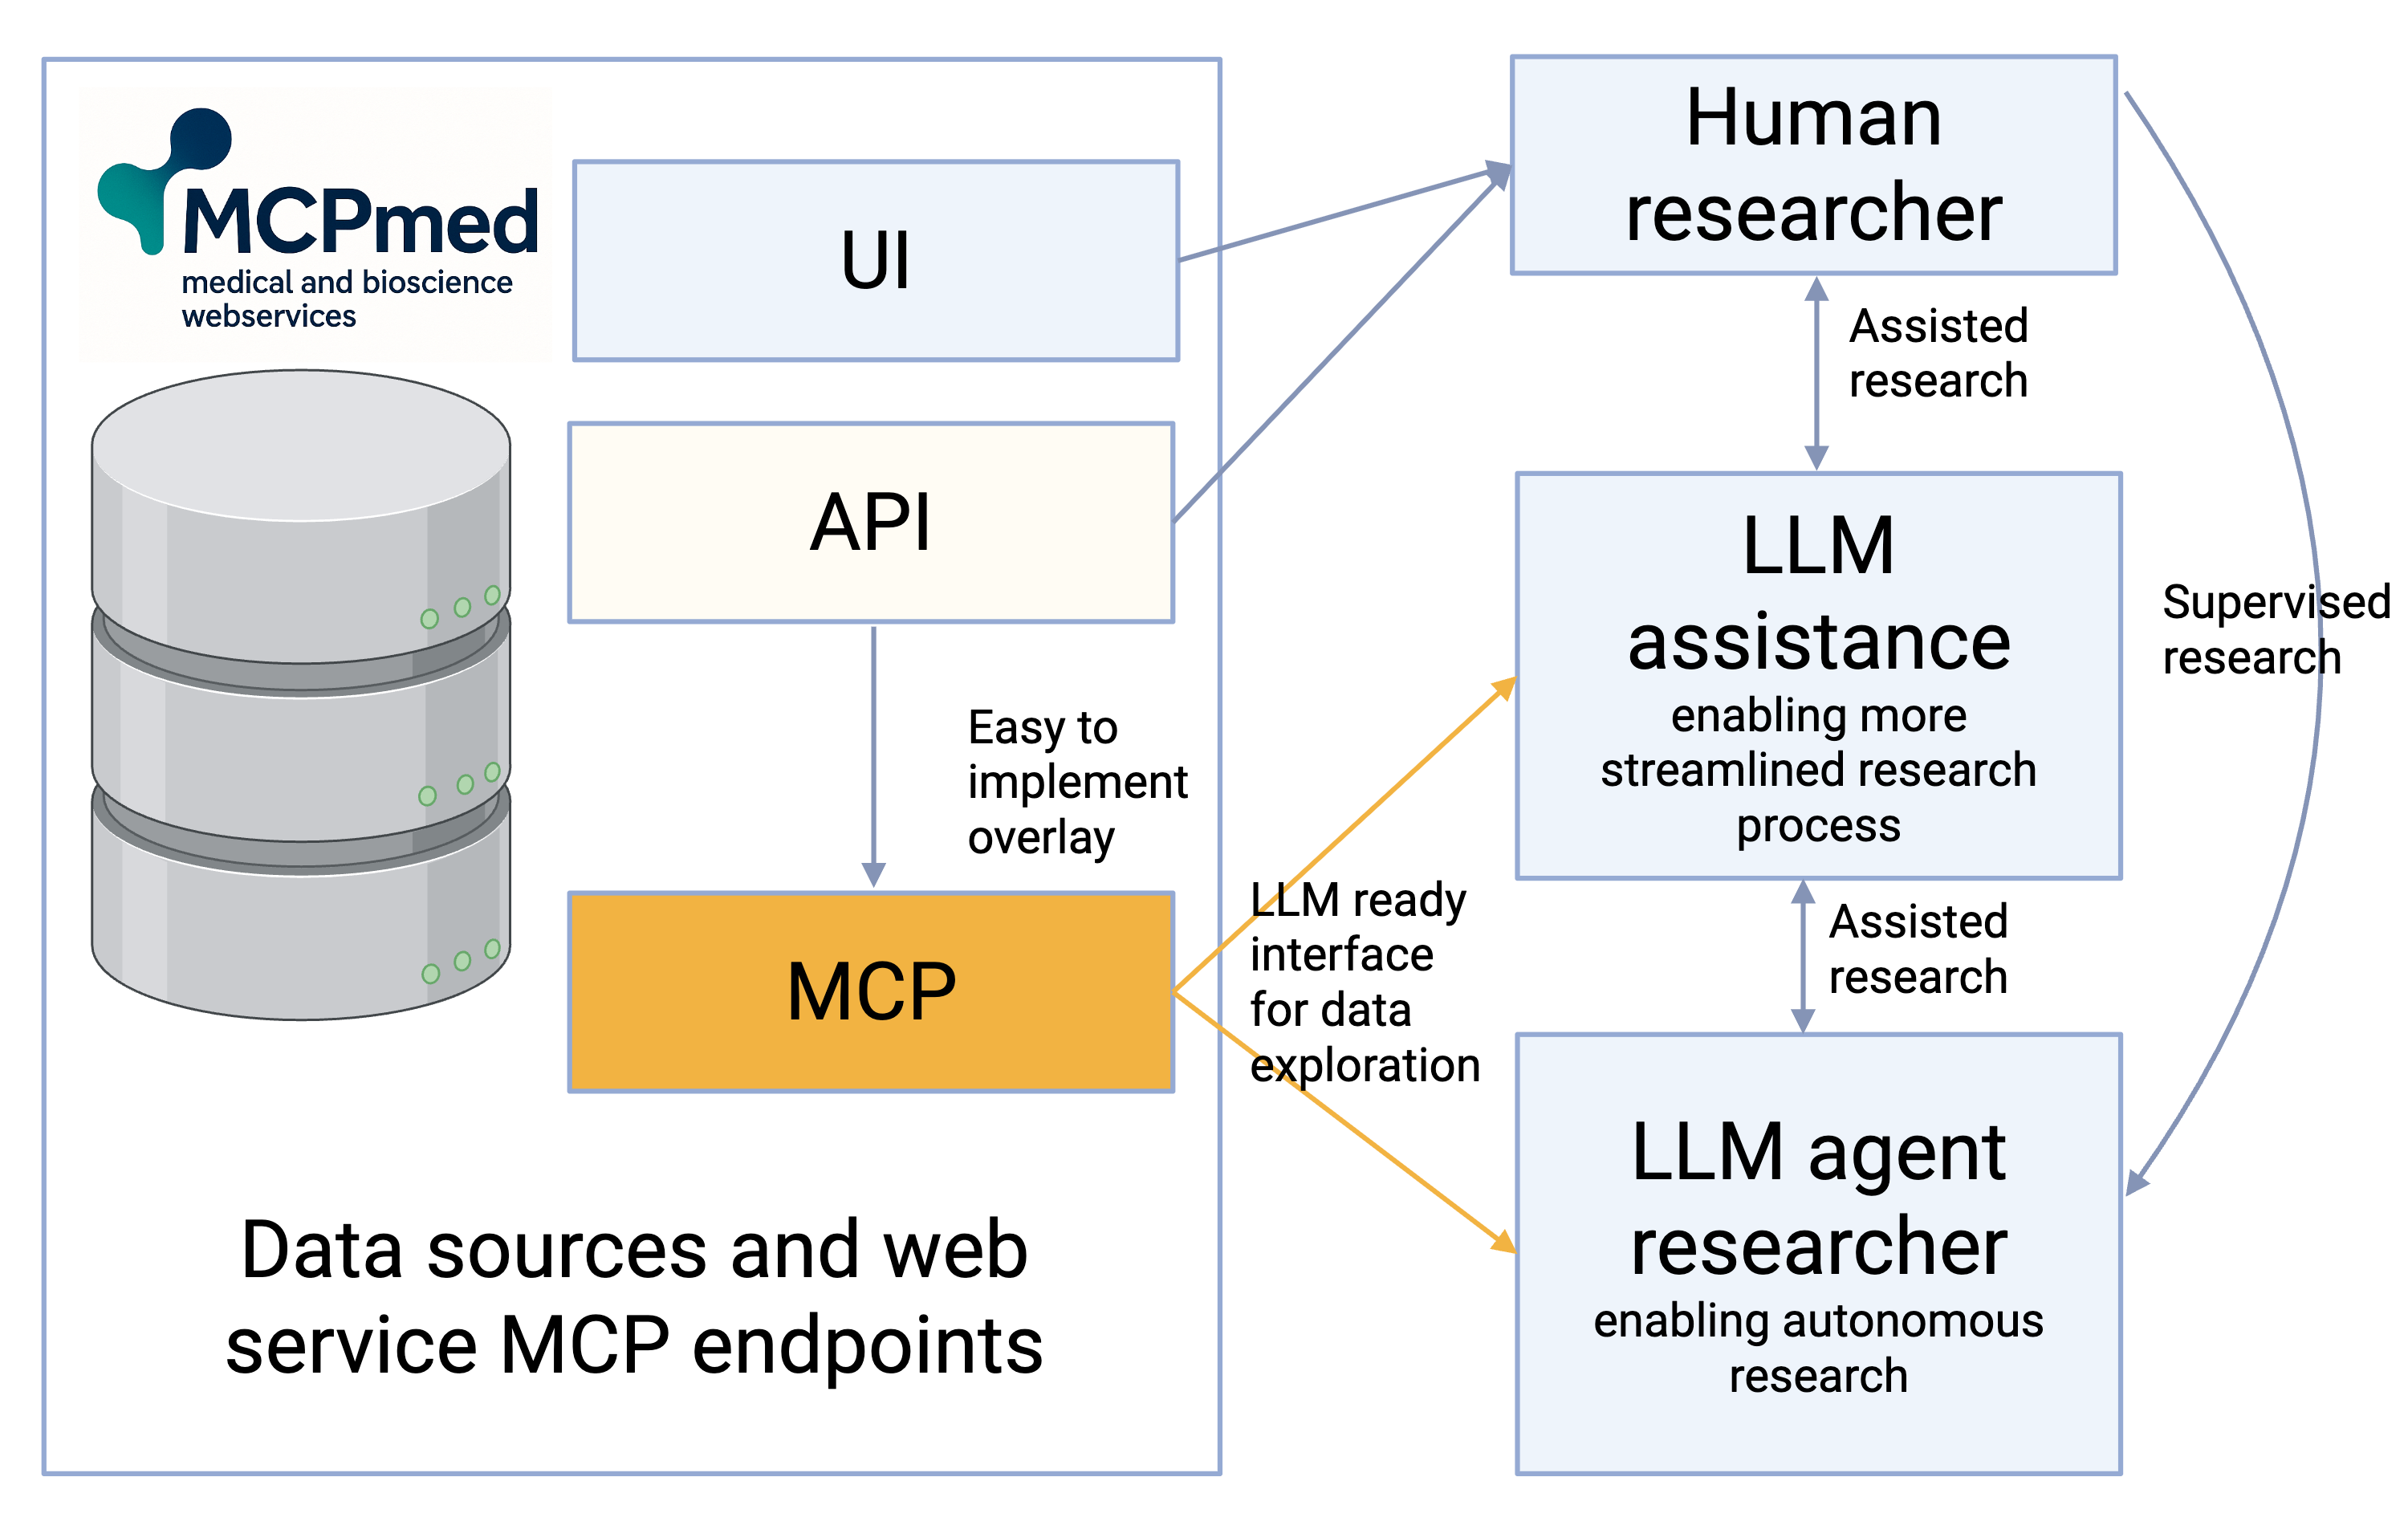 MCPmed
medical and bioscience
webservices
UI
API
Easy to
implement
overlay
MCP
Data sources and web
service MCP endpoints
LLM ready
interface
for data
exploration
Human
researcher
Assisted
research
LLM
assistance
enabling more
streamlined research
process
Assisted
research
LLM agent
researcher
enabling autonomous
research
Supervised
research